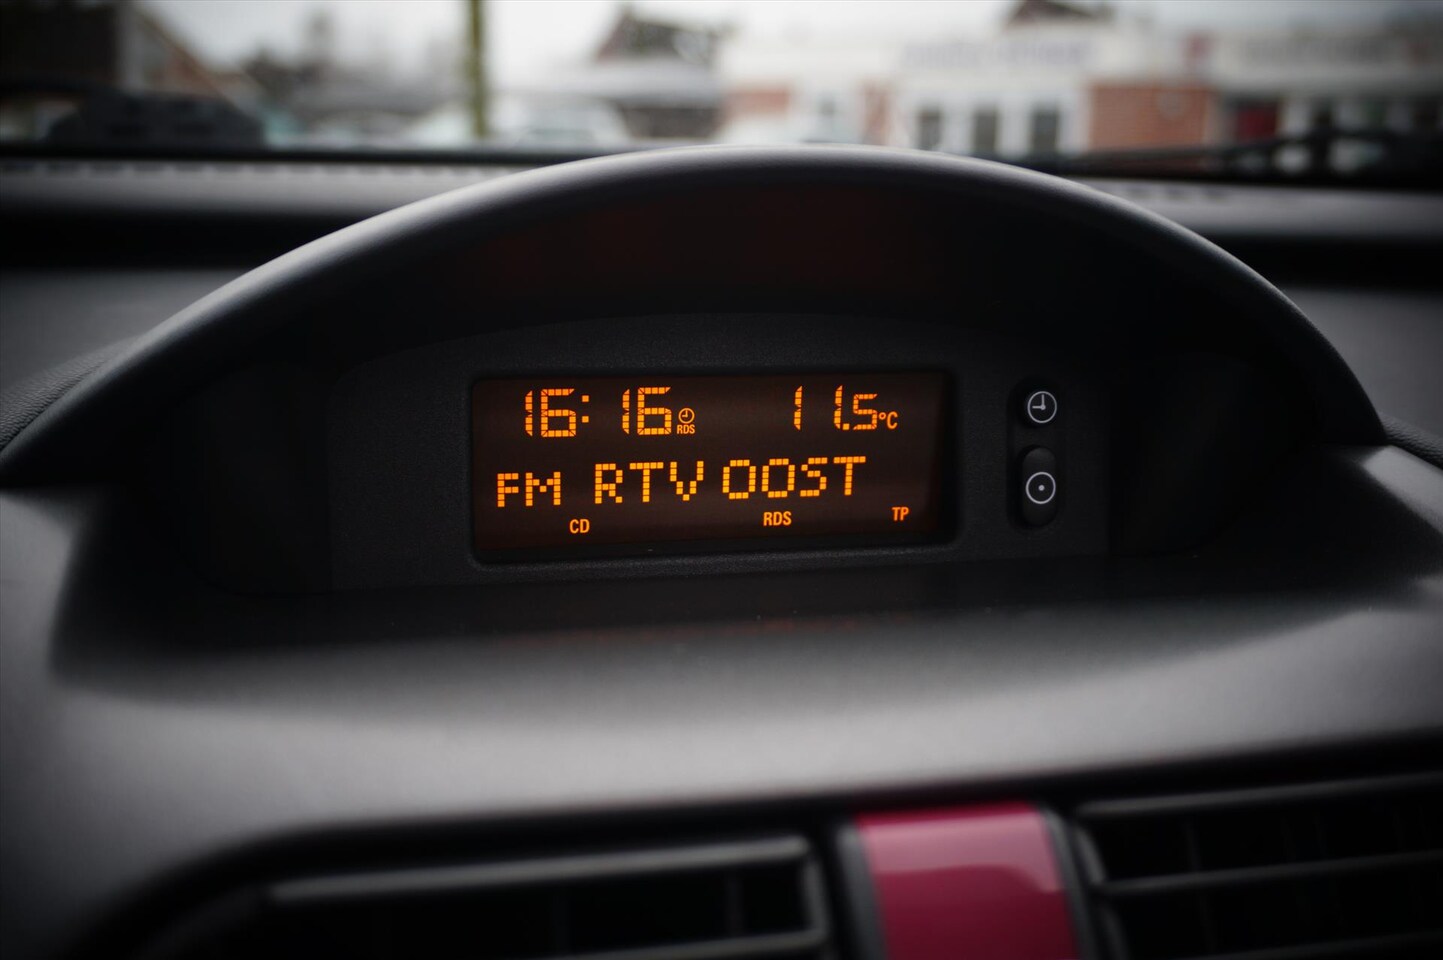 16:16 RDS 11.5°C
FM RTV OOST
CD RDS TP